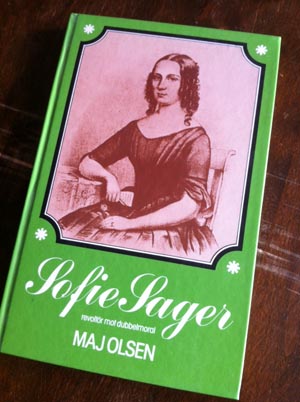 Sofie Sager
revoltör mot dubbelmoral
MAJ OLSEN